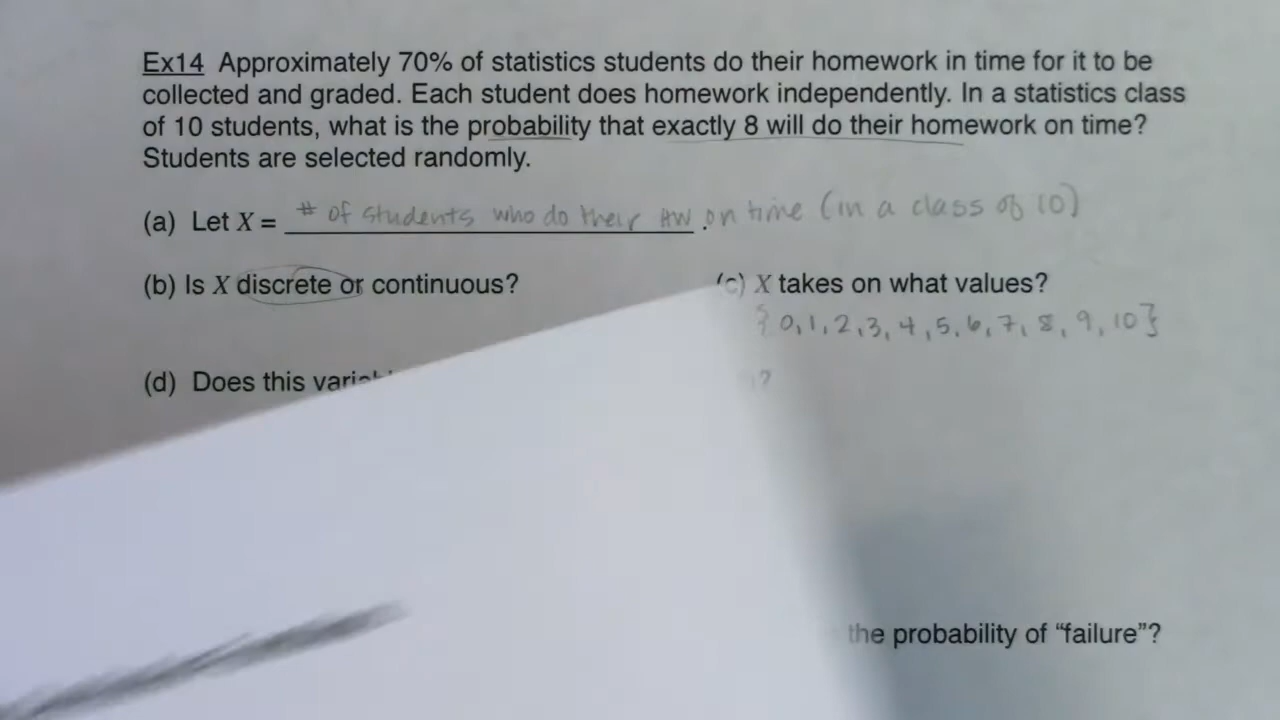 Ex14 Approximately 70% of statistics students do their homework in time for it to be
collected and graded. Each student does homework independently. In a statistics class
of 10 students, what is the probability that exactly 8 will do their homework on time?
Students are selected randomly.
(a) Let X = # of students who do their HW on time (in a class of 10)
(b) Is X discrete or continuous?
(c) X takes on what values?
{0,1,2,3,4,5,6,7,8,9,10}
(d) Does this
?
the probability of “failure”?